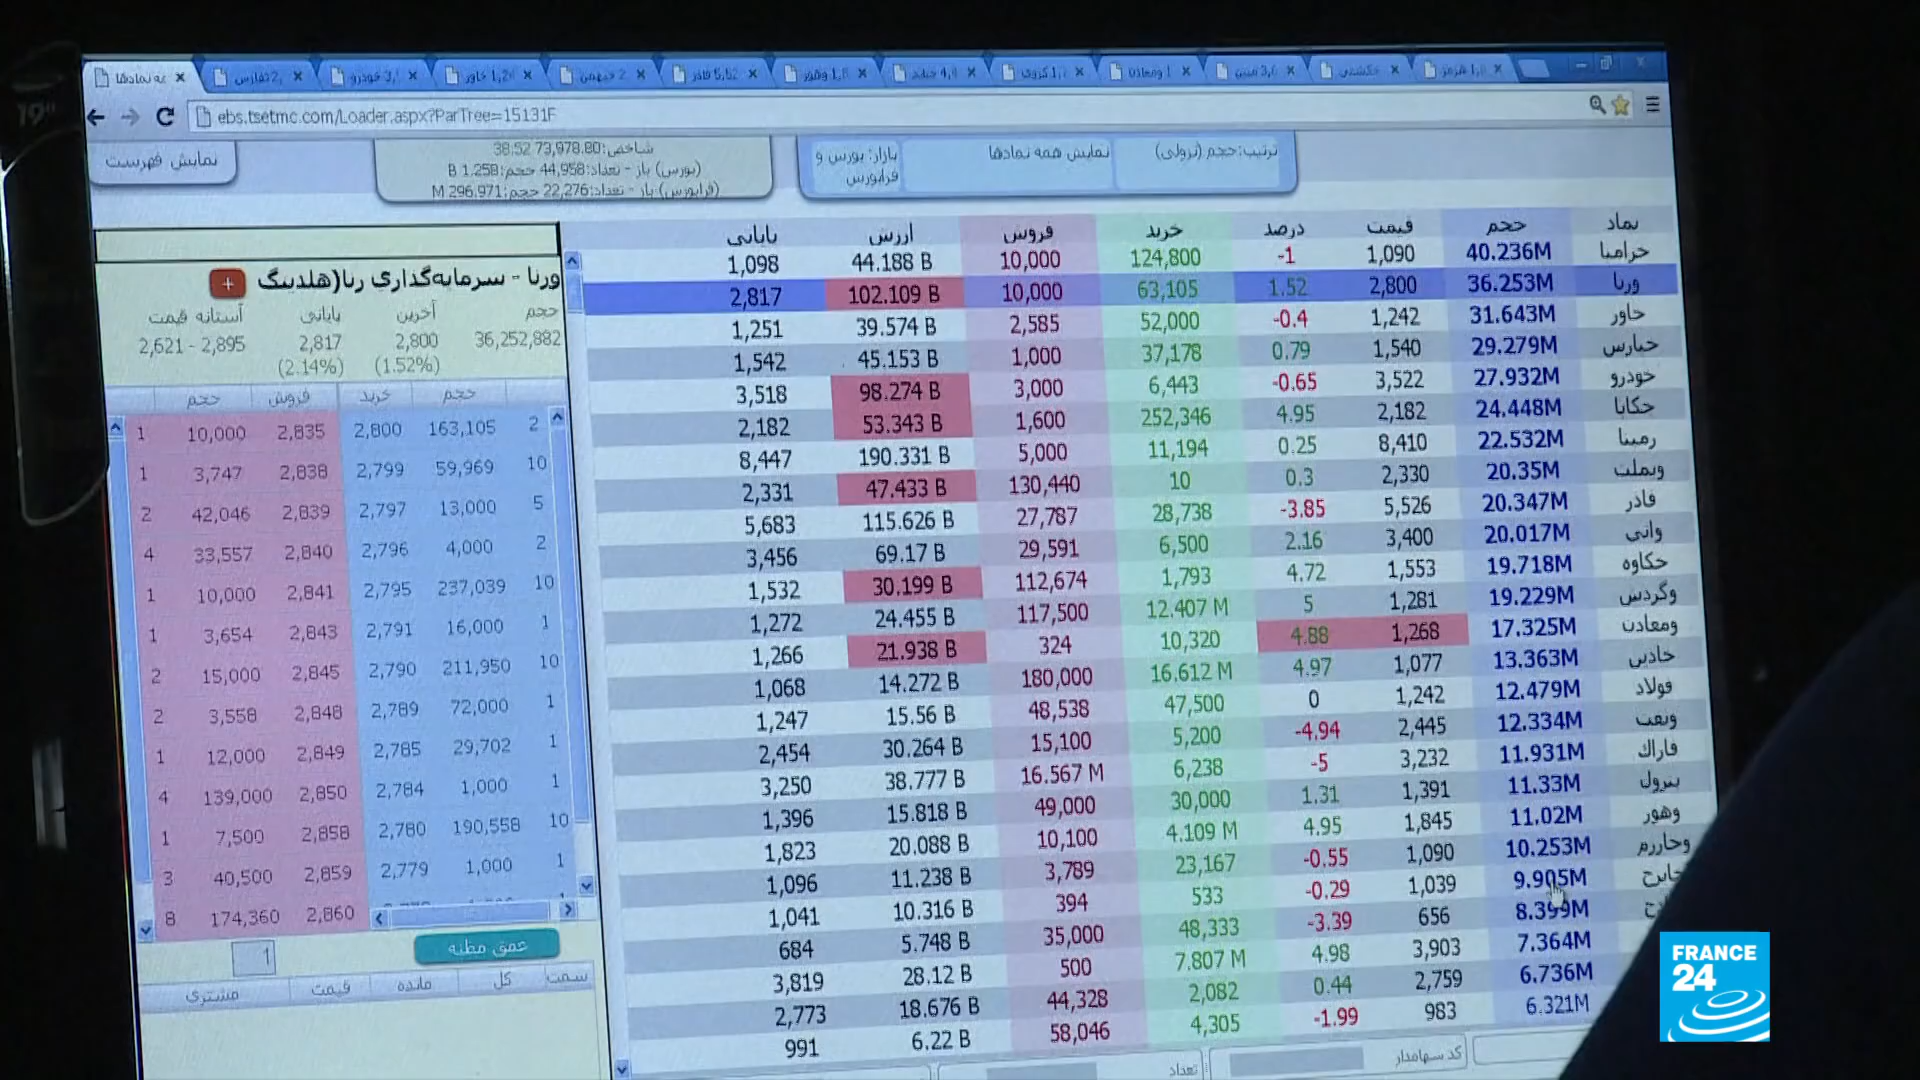 ebs.tsetmc.com/Loader.aspx?ParTree=15131F
نمایش فهرست
شاخص: 73,978.80 38.52
(بورس) باز - تعداد: 44,958 حجم: 1.258 B
(فرابورس) باز - تعداد: 22,276 حجم: 296.971 M
بازار: بورس و فرابورس
نمایش همه نمادها
ترتیب: حجم (نزولی)
ورنا - سرمایه‌گذاری رنا(هلدینگ
حجم آخرین پایانی آستانه قیمت
36,252,882 2,800 2,817 2,621 - 2,895
(1.52%) (2.14%)
حجم خرید فروش حجم
2 163,105 2,800 2,835 10,000 1
10 59,969 2,799 2,838 3,747 1
5 13,000 2,797 2,839 42,046 2
2 4,000 2,796 2,840 33,557 4
10 237,039 2,795 2,841 10,000 1
1 16,000 2,791 2,843 3,654 1
10 211,950 2,790 2,845 15,000 2
1 72,000 2,789 2,848 3,558 2
1 29,702 2,785 2,849 12,000 1
1 1,000 2,784 2,850 139,000 4
10 190,558 2,780 2,858 7,500 1
1 1,000 2,779 2,859 40,500 3
2,860 174,360 8
عمق مظنه
1
سمت کل مانده قیمت مشتری
نماد حجم قیمت درصد خرید فروش ارزش پایانی
40.236M 1,090 -1 124,800 10,000 44.188 B 1,098
ورنا 36.253M 2,800 1.52 63,105 10,000 102.109 B 2,817
خاور 31.643M 1,242 -0.4 52,000 2,585 39.574 B 1,251
حپارس 29.279M 1,540 0.79 37,178 1,000 45.153 B 1,542
خودرو 27.932M 3,522 -0.65 6,443 3,000 98.274 B 3,518
24.448M 2,182 4.95 252,346 1,600 53.343 B 2,182
رمپنا 22.532M 8,410 0.25 11,194 5,000 190.331 B 8,447
وبملت 20.35M 2,330 0.3 10 130,440 47.433 B 2,331
فاذر 20.347M 5,526 -3.85 28,738 27,787 115.626 B 5,683
20.017M 3,400 2.16 6,500 29,591 69.17 B 3,456
حکاوه 19.718M 1,553 4.72 1,793 112,674 30.199 B 1,532
وگردش 19.229M 1,281 5 12.407 M 117,500 24.455 B 1,272
ومعادن 17.325M 1,268 4.88 10,320 324 21.938 B 1,266
13.363M 1,077 4.97 16.612 M 180,000 14.272 B 1,068
فولاد 12.479M 1,242 0 47,500 48,538 15.56 B 1,247
ونفت 12.334M 2,445 -4.94 5,200 15,100 30.264 B 2,454
فاراک 11.931M 3,232 -5 6,238 16.567 M 38.777 B 3,250
11.33M 1,391 1.31 30,000 49,000 15.818 B 1,396
وهور 11.02M 1,845 4.95 4.109 M 10,100 20.088 B 1,823
وخارزم 10.253M 1,090 -0.55 23,167 3,789 11.238 B 1,096
9.905M 1,039 -0.29 533 394 10.316 B 1,041
8.399M 656 -3.39 48,333 35,000 5.748 B 684
7.364M 3,903 4.98 7.807 M 500 28.12 B 3,819
6.736M 2,759 0.44 2,082 44,328 18.676 B 2,773
6.321M 983 -1.99 4,305 58,046 6.22 B 991
کد سهامدار
تعداد
FRANCE
24